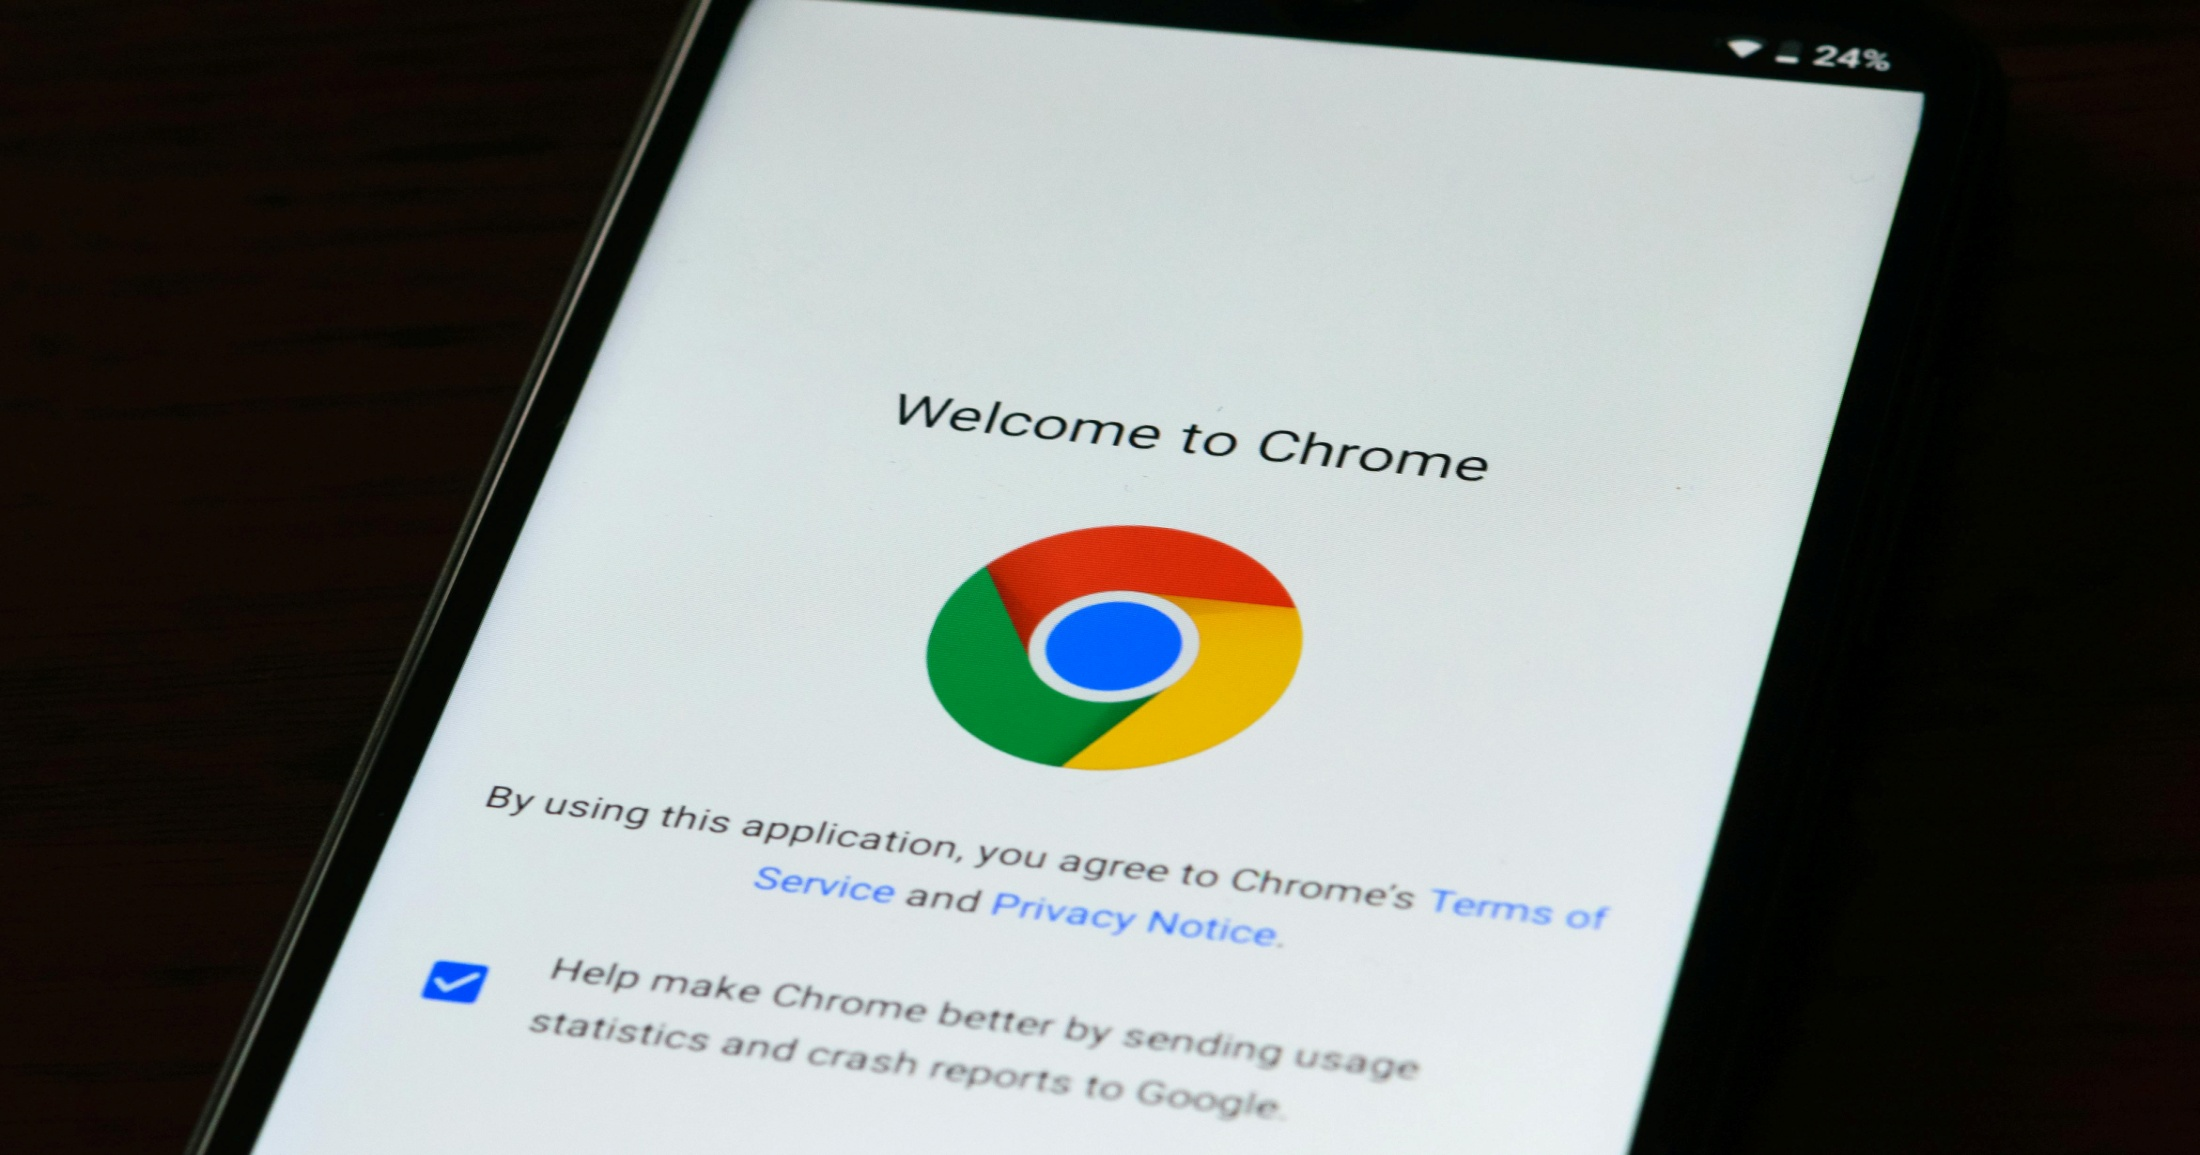 24%
Welcome to Chrome
By using this application, you agree to Chrome's Terms of
Service and Privacy Notice.
Help make Chrome better by sending usage
statistics and crash reports to Google.